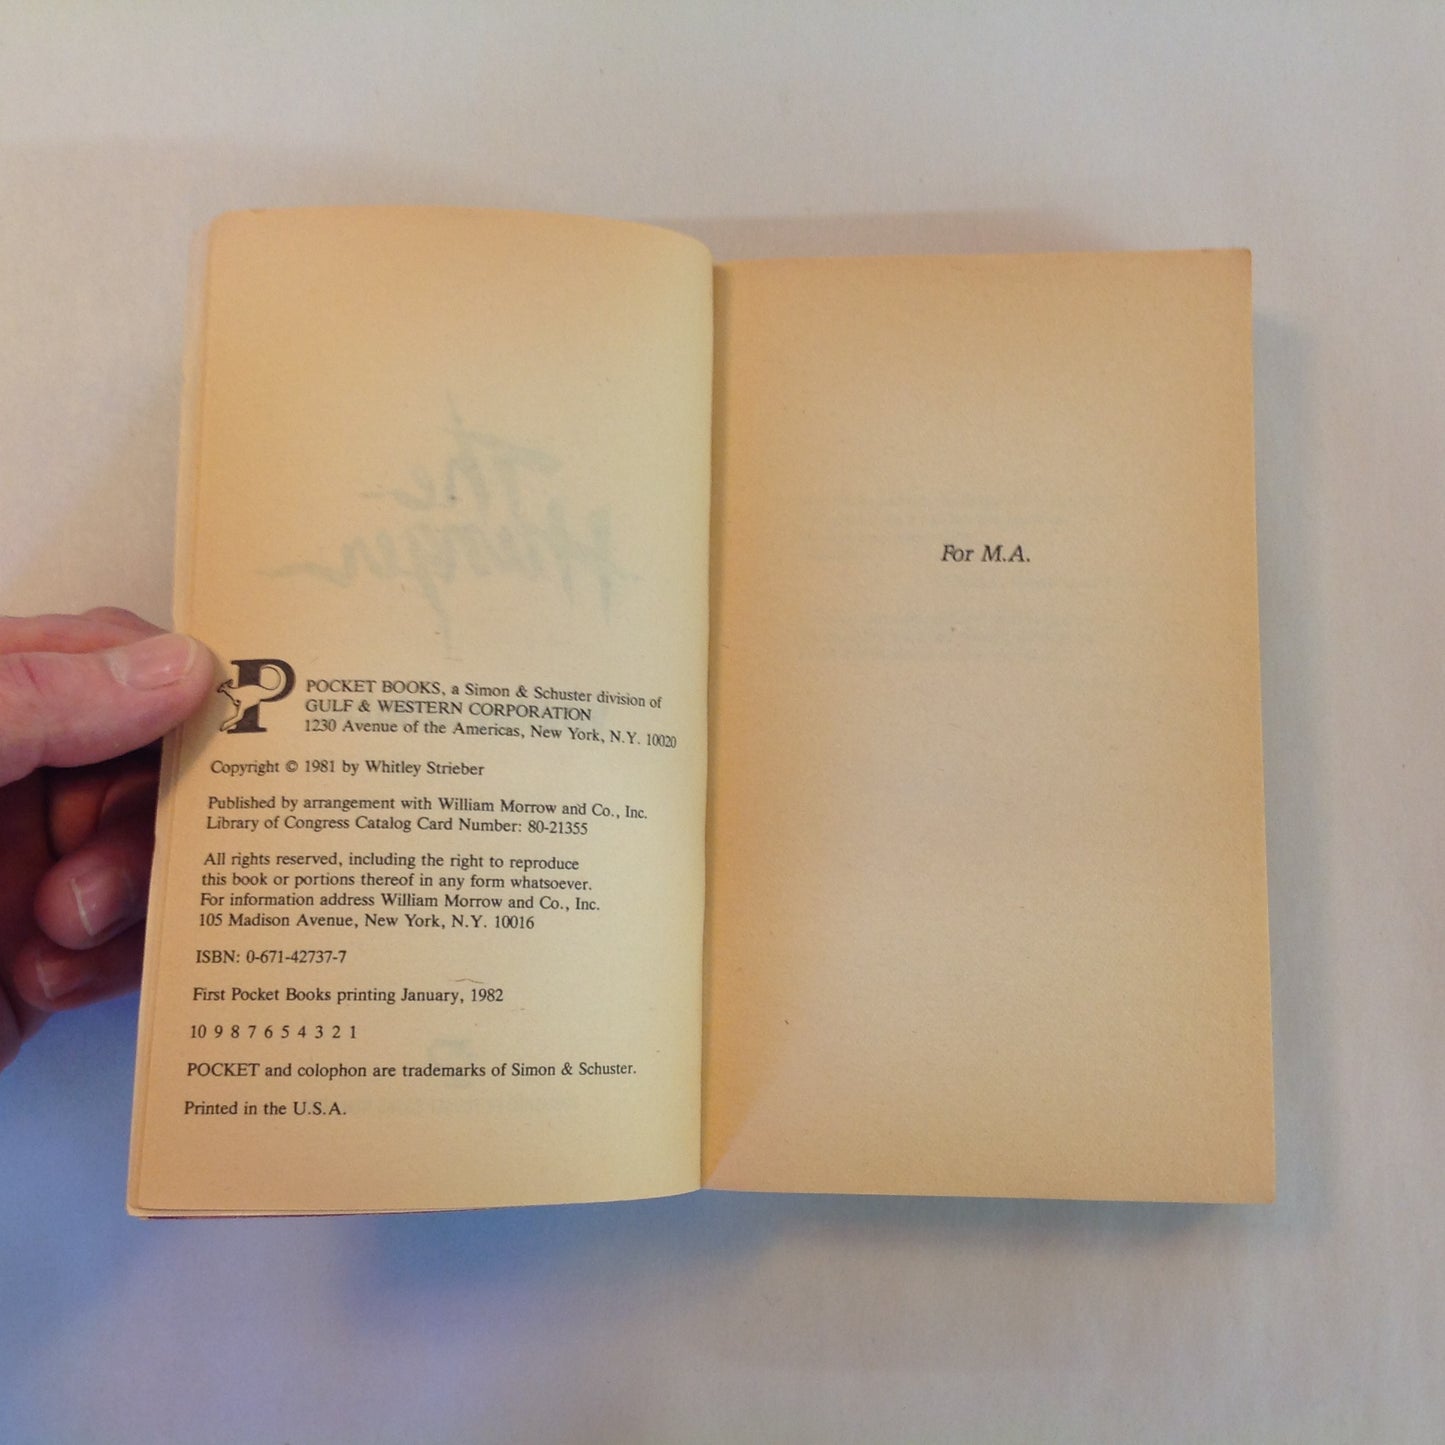 The
Hunger
P
POCKET BOOKS, a Simon & Schuster division of
GULF & WESTERN CORPORATION
1230 Avenue of the Americas, New York, N.Y. 10020
Copyright © 1981 by Whitley Strieber
Published by arrangement with William Morrow and Co., Inc.
Library of Congress Catalog Card Number: 80-21355
All rights reserved, including the right to reproduce
this book or portions thereof in any form whatsoever.
For information address William Morrow and Co., Inc.
105 Madison Avenue, New York, N.Y. 10016
ISBN: 0-671-42737-7
First Pocket Books printing January, 1982
10 9 8 7 6 5 4 3 2 1
POCKET and colophon are trademarks of Simon & Schuster.
Printed in the U.S.A.
For M.A.